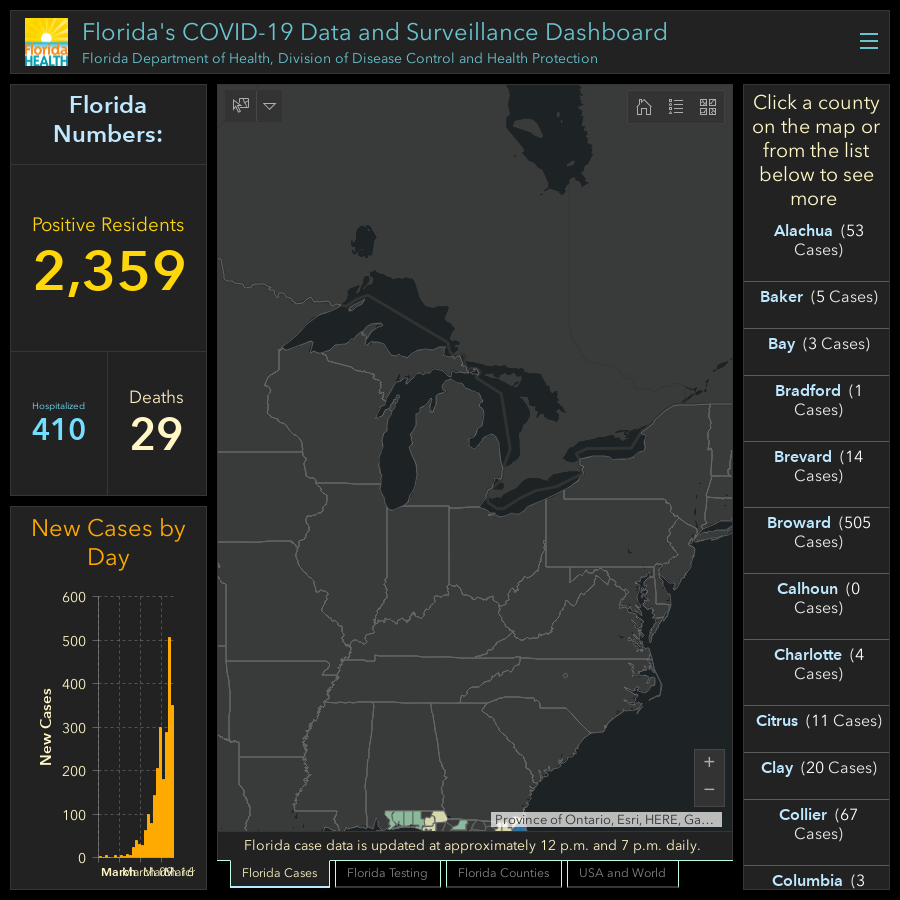 Florida's COVID-19 Data and Surveillance Dashboard
Florida Department of Health, Division of Disease Control and Health Protection
Florida
HEALTH
Florida
Numbers:
Positive Residents
2,359
Hospitalized
410
Deaths
29
New Cases by
Day
600
500
400
300
200
100
0
New Cases
March
Province of Ontario, Esri, HERE, Ga…
Florida case data is updated at approximately 12 p.m. and 7 p.m. daily.
Florida Cases
Florida Testing
Florida Counties
USA and World
Click a county
on the map or
from the list
below to see
more
Alachua (53
Cases)
Baker (5 Cases)
Bay (3 Cases)
Bradford (1
Cases)
Brevard (14
Cases)
Broward (505
Cases)
Calhoun (0
Cases)
Charlotte (4
Cases)
Citrus (11 Cases)
Clay (20 Cases)
Collier (67
Cases)
Columbia (3